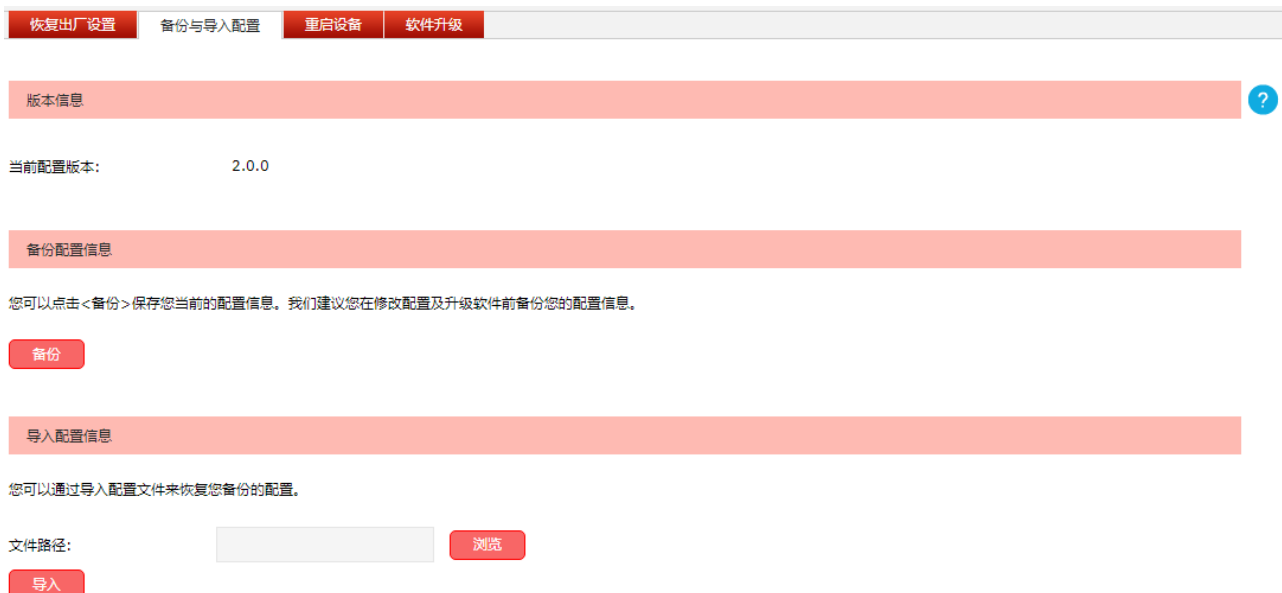 恢复出厂设置 备份与导入配置 重启设备 软件升级
版本信息
?
当前配置版本： 2.0.0
备份配置信息
您可以点击<备份>保存您当前的配置信息。我们建议您在修改配置及升级软件前备份您的配置信息。
备份
导入配置信息
您可以通过导入配置文件来恢复您备份的配置。
文件路径： 浏览
导入